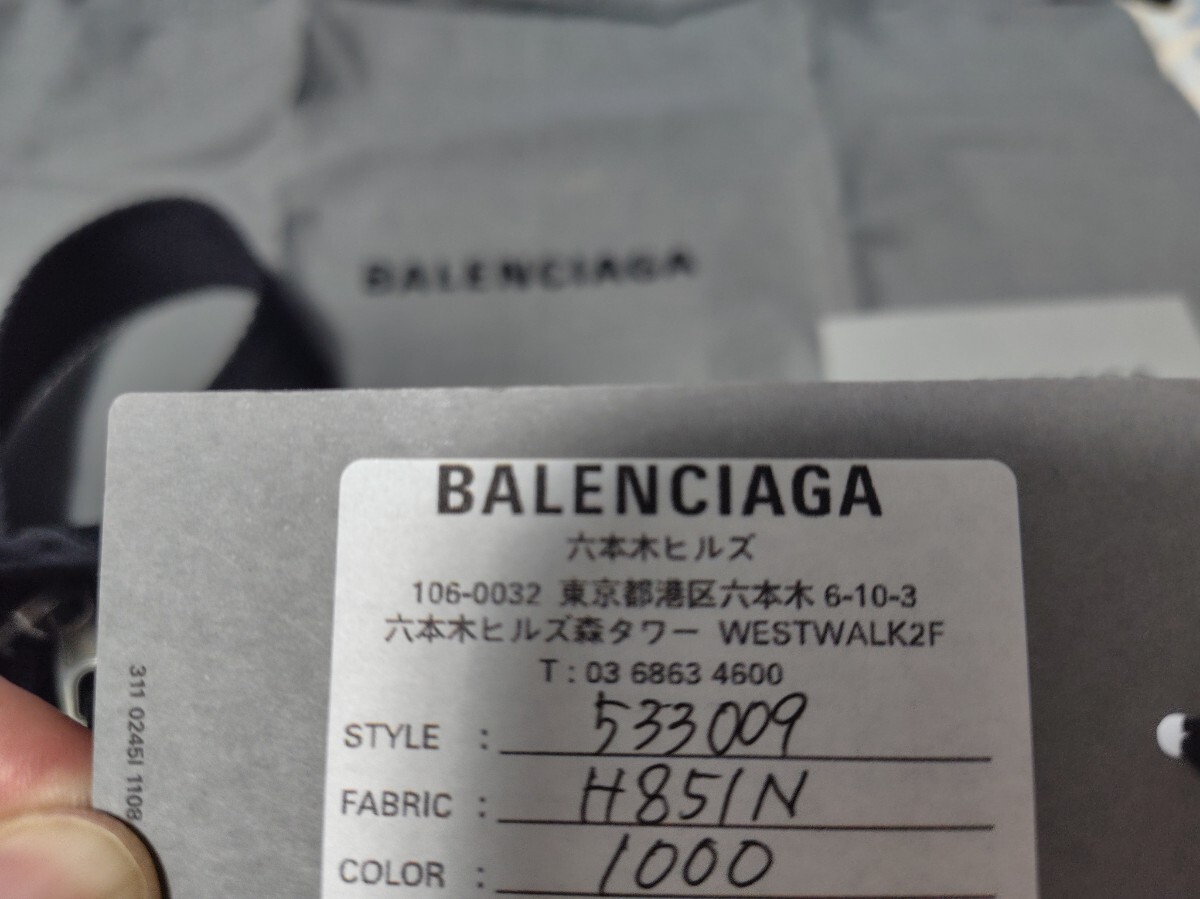 BALENCIAGA
BALENCIAGA
六本木ヒルズ
106-0032 東京都港区六本木 6-10-3
六本木ヒルズ森タワー WESTWALK2F
T : 03 6863 4600
STYLE : 533009
FABRIC : H851N
COLOR : 1000
311 0245I 1108